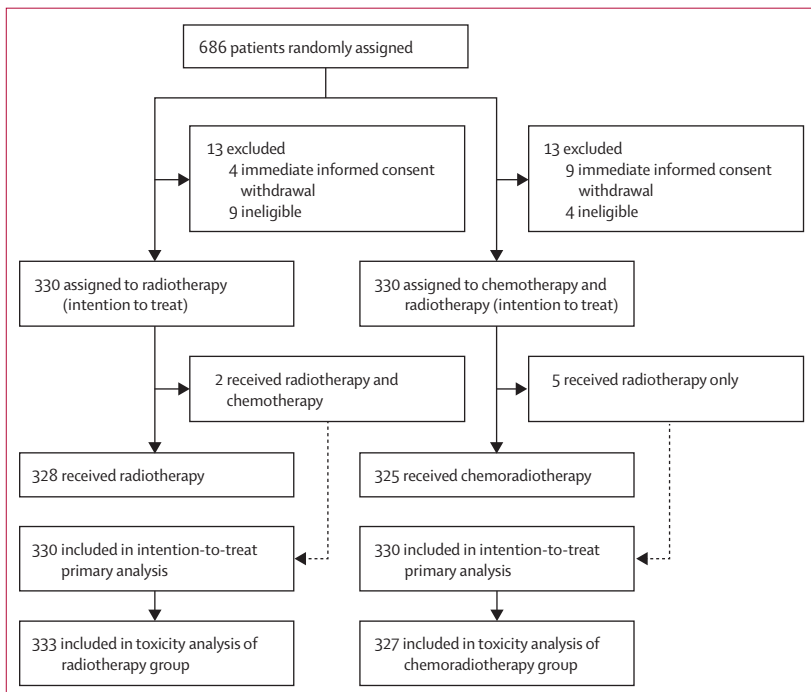 686 patients randomly assigned
13 excluded
4 immediate informed consent
withdrawal
9 ineligible
13 excluded
9 immediate informed consent
withdrawal
4 ineligible
330 assigned to radiotherapy
(intention to treat)
330 assigned to chemotherapy and
radiotherapy (intention to treat)
2 received radiotherapy and
chemotherapy
5 received radiotherapy only
328 received radiotherapy
325 received chemoradiotherapy
330 included in intention-to-treat
primary analysis
330 included in intention-to-treat
primary analysis
333 included in toxicity analysis of
radiotherapy group
327 included in toxicity analysis of
chemoradiotherapy group